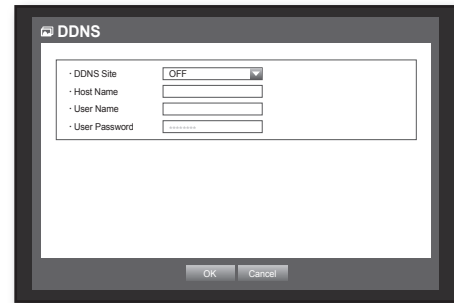 DDNS
· DDNS Site OFF
· Host Name
· User Name
· User Password ********
OK Cancel